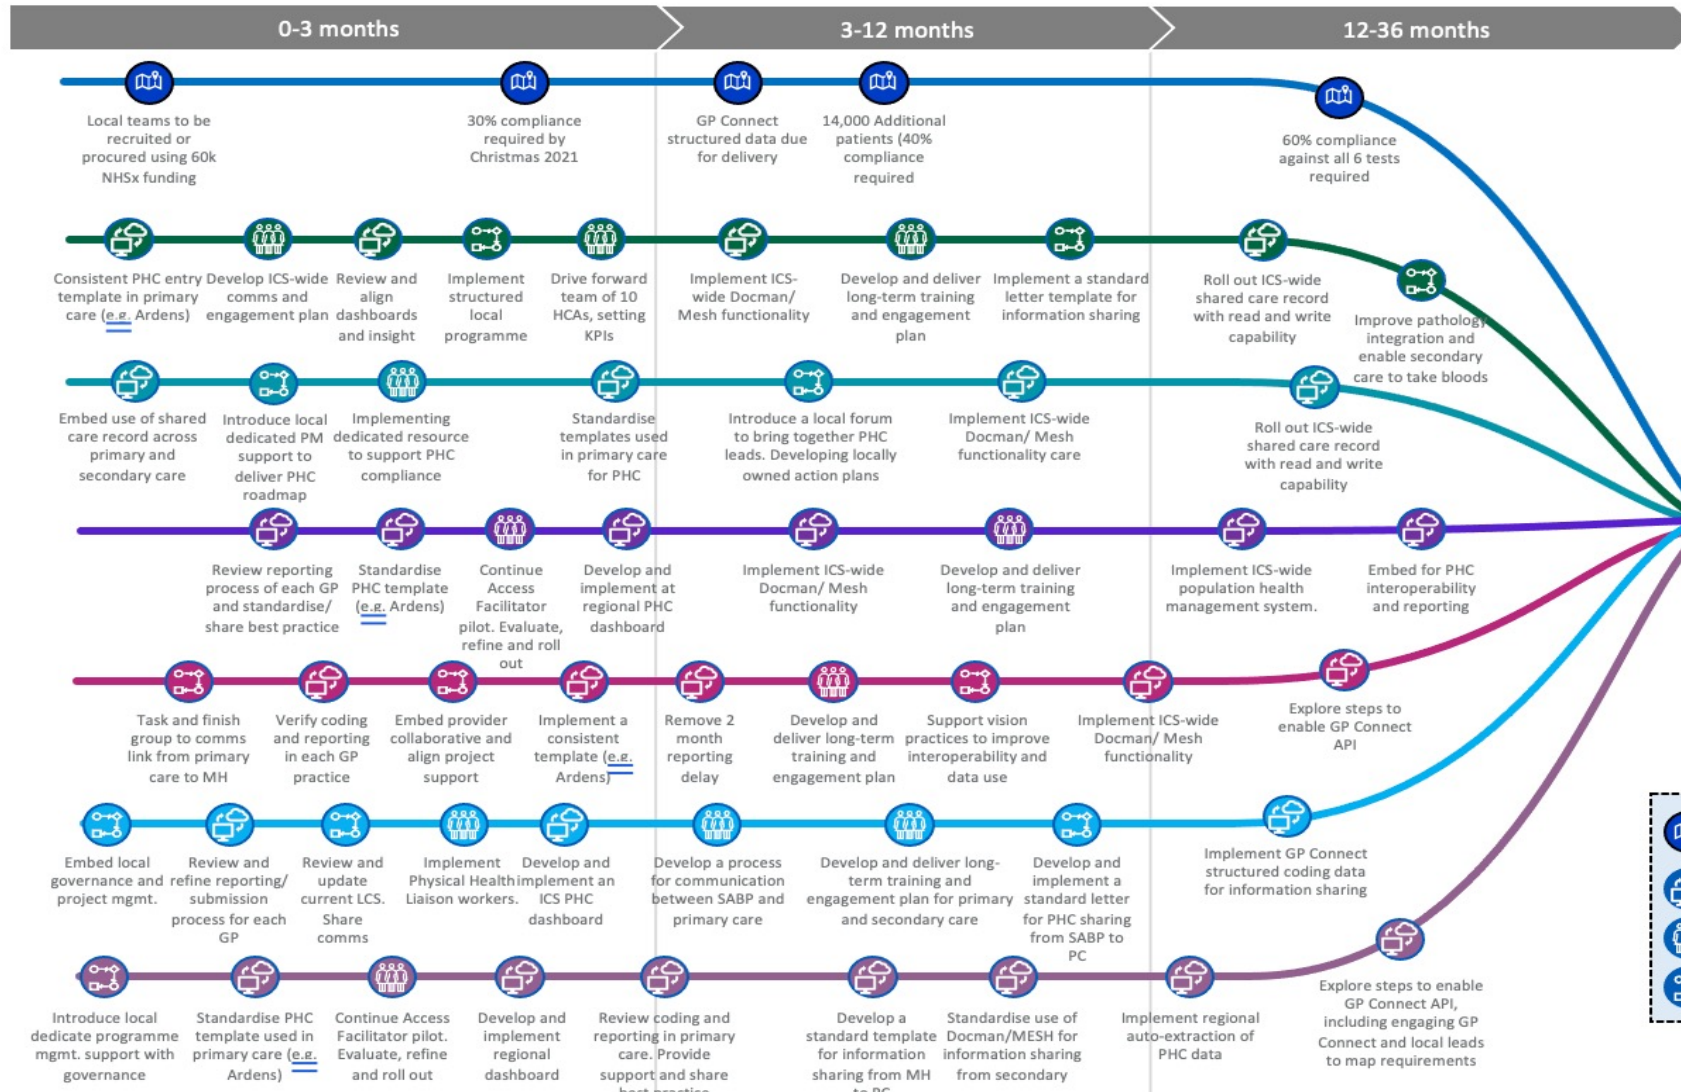 0-3 months
3-12 months
12-36 months
Local teams to be
recruited or
procured using 60k
NHSx funding
30% compliance
required by
Christmas 2021
GP Connect
structured data due
for delivery
14,000 Additional
patients (40%
compliance
required
60% compliance
against all 6 tests
required
Consistent PHC entry
template in primary
care (e.g. Ardens)
Develop ICS-wide
comms and
engagement plan
Review and
align
dashboards
and insight
Implement
structured
local
programme
Drive forward
team of 10
HCAs, setting
KPIs
Implement ICS-
wide Docman/
Mesh functionality
Develop and deliver
long-term training
and engagement
plan
Implement a standard
letter template for
information sharing
Roll out ICS-wide
shared care record
with read and write
capability
Improve pathology
integration and
enable secondary
care to take bloods
Embed use of shared
care record across
primary and
secondary care
Introduce local
dedicated PM
support to
deliver PHC
roadmap
Implementing
dedicated resource
to support PHC
compliance
Standardise
templates used
in primary care
for PHC
Introduce a local forum
to bring together PHC
leads. Developing locally
owned action plans
Implement ICS-wide
Docman/ Mesh
functionality care
Roll out ICS-wide
shared care record
with read and write
capability
Review reporting
process of each GP
and standardise/
share best practice
Standardise
PHC template
(e.g. Ardens)
Continue
Access
Facilitator
pilot. Evaluate,
refine and roll
out
Develop and
implement at
regional PHC
dashboard
Implement ICS-wide
Docman/ Mesh
functionality
Develop and deliver
long-term training
and engagement
plan
Implement ICS-wide
population health
management system.
Embed for PHC
interoperability
and reporting
Task and finish
group to comms
link from primary
care to MH
Verify coding
and reporting
in each GP
practice
Embed provider
collaborative and
align project
support
Implement a
consistent
template (e.g.
Ardens)
Remove 2
month
reporting
delay
Develop and
deliver long-term
training and
engagement plan
Support vision
practices to improve
interoperability and
data use
Implement ICS-wide
Docman/ Mesh
functionality
Explore steps to
enable GP Connect
API
Embed local
governance and
project mgmt.
Review and
refine reporting/
submission
process for each
GP
Review and
update
current LCS.
Share
comms
Implement
Physical Health
Liaison workers.
Develop and
implement an
ICS PHC
dashboard
Develop a process
for communication
between SABP and
primary care
Develop and deliver long-
term training and
engagement plan for primary
and secondary care
Develop and
implement a
standard letter
for PHC sharing
from SABP to
PC
Implement GP Connect
structured coding data
for information sharing
Introduce local
dedicate programme
mgmt. support with
governance
Standardise PHC
template used in
primary care (e.g.
Ardens)
Continue Access
Facilitator pilot.
Evaluate, refine
and roll out
Develop and
implement
regional
dashboard
Review coding and
reporting in primary
care. Provide
support and share
best practice
Develop a
standard template
for information
sharing from MH
to PC
Standardise use of
Docman/MESH for
information sharing
from secondary
Implement regional
auto-extraction of
PHC data
Explore steps to enable
GP Connect API,
including engaging GP
Connect and local leads
to map requirements